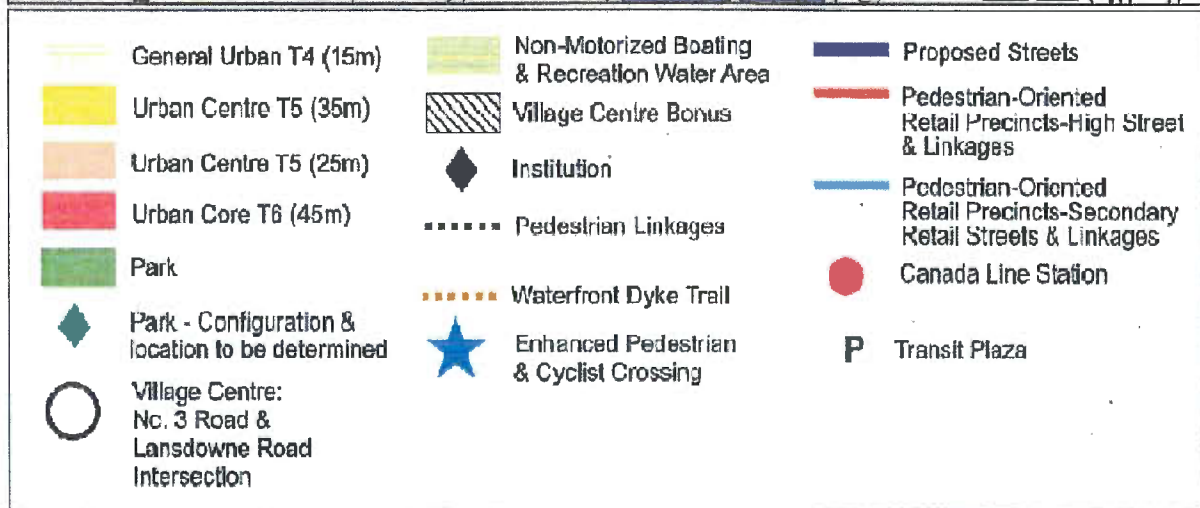 General Urban T4 (15m)
Urban Centre T5 (35m)
Urban Centre T5 (25m)
Urban Core T6 (45m)
Park
Park - Configuration &
location to be determined
Village Centre:
No. 3 Road &
Lansdowne Road
Intersection
Non-Motorized Boating
& Recreation Water Area
Village Centre Bonus
Institution
Pedestrian Linkages
Waterfront Dyke Trail
Enhanced Pedestrian
& Cyclist Crossing
Proposed Streets
Pedestrian-Oriented
Retail Precincts-High Street
& Linkages
Pedestrian-Oriented
Retail Precincts-Secondary
Retail Streets & Linkages
Canada Line Station
P Transit Plaza